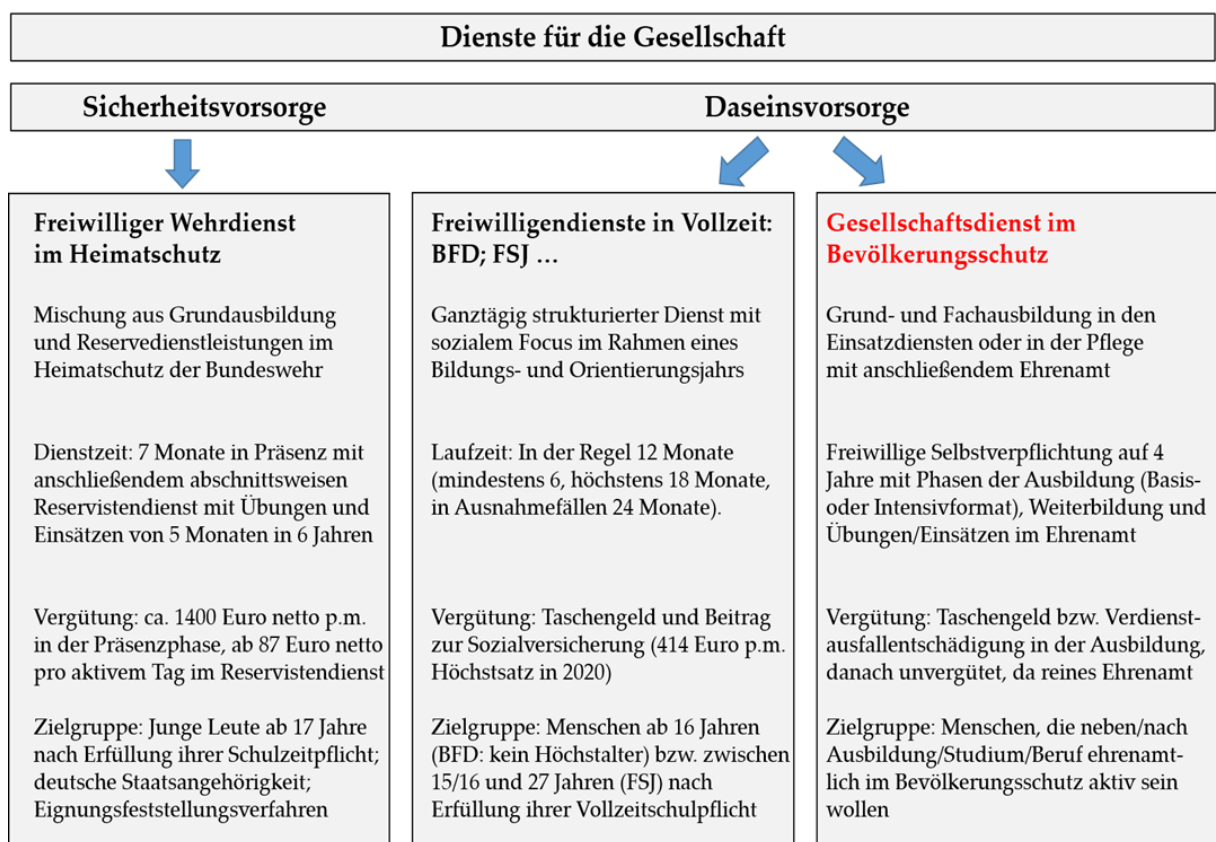 Dienste für die Gesellschaft
Sicherheitsvorsorge
Daseinsvorsorge
Freiwilliger Wehrdienst
im Heimatschutz
Mischung aus Grundausbildung
und Reservedienstleistungen im
Heimatschutz der Bundeswehr
Dienstzeit: 7 Monate in Präsenz mit
anschließendem abschnittsweisen
Reservistendienst mit Übungen und
Einsätzen von 5 Monaten in 6 Jahren
Vergütung: ca. 1400 Euro netto p.m.
in der Präsenzphase, ab 87 Euro netto
pro aktivem Tag im Reservistendienst
Zielgruppe: Junge Leute ab 17 Jahre
nach Erfüllung ihrer Schulzeitpflicht;
deutsche Staatsangehörigkeit;
Eignungsfeststellungsverfahren
Freiwilligendienste in Vollzeit:
BFD; FSJ …
Ganztägig strukturierter Dienst mit
sozialem Focus im Rahmen eines
Bildungs- und Orientierungsjahrs
Laufzeit: In der Regel 12 Monate
(mindestens 6, höchstens 18 Monate,
in Ausnahmefällen 24 Monate).
Vergütung: Taschengeld und Beitrag
zur Sozialversicherung (414 Euro p.m.
Höchstsatz in 2020)
Zielgruppe: Menschen ab 16 Jahren
(BFD: kein Höchstalter) bzw. zwischen
15/16 und 27 Jahren (FSJ) nach
Erfüllung ihrer Vollzeitschulpflicht
Gesellschaftsdienst im
Bevölkerungsschutz
Grund- und Fachausbildung in den
Einsatzdiensten oder in der Pflege
mit anschließendem Ehrenamt
Freiwillige Selbstverpflichtung auf 4
Jahre mit Phasen der Ausbildung (Basis-
oder Intensivformat), Weiterbildung und
Übungen/Einsätzen im Ehrenamt
Vergütung: Taschengeld bzw. Verdienst-
ausfallentschädigung in der Ausbildung,
danach unvergütet, da reines Ehrenamt
Zielgruppe: Menschen, die neben/nach
Ausbildung/Studium/Beruf ehrenamt-
lich im Bevölkerungsschutz aktiv sein
wollen